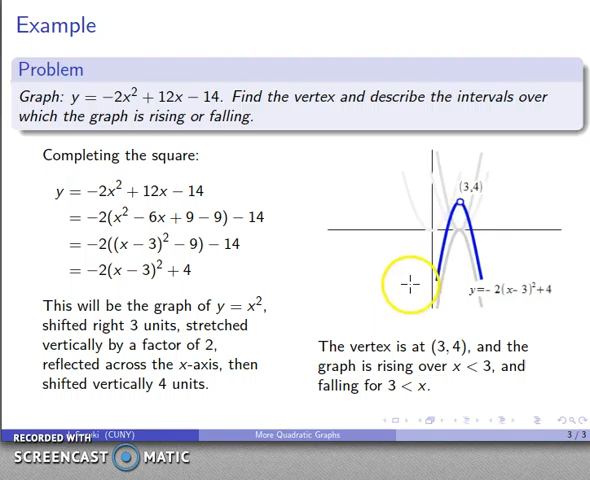 Example
Problem
Graph: y = −2x² + 12x − 14. Find the vertex and describe the intervals over
which the graph is rising or falling.
Completing the square:
y = −2x² + 12x − 14
= −2(x² − 6x + 9 − 9) − 14
= −2((x − 3)² − 9) − 14
= −2(x − 3)² + 4
This will be the graph of y = x²,
shifted right 3 units, stretched
vertically by a factor of 2,
reflected across the x-axis, then
shifted vertically 4 units.
(3,4)
y=− 2(x− 3)²+4
The vertex is at (3, 4), and the
graph is rising over x < 3, and
falling for 3 < x.
(CUNY)
More Quadratic Graphs
3 / 3
RECORDED WITH
SCREENCAST MATIC